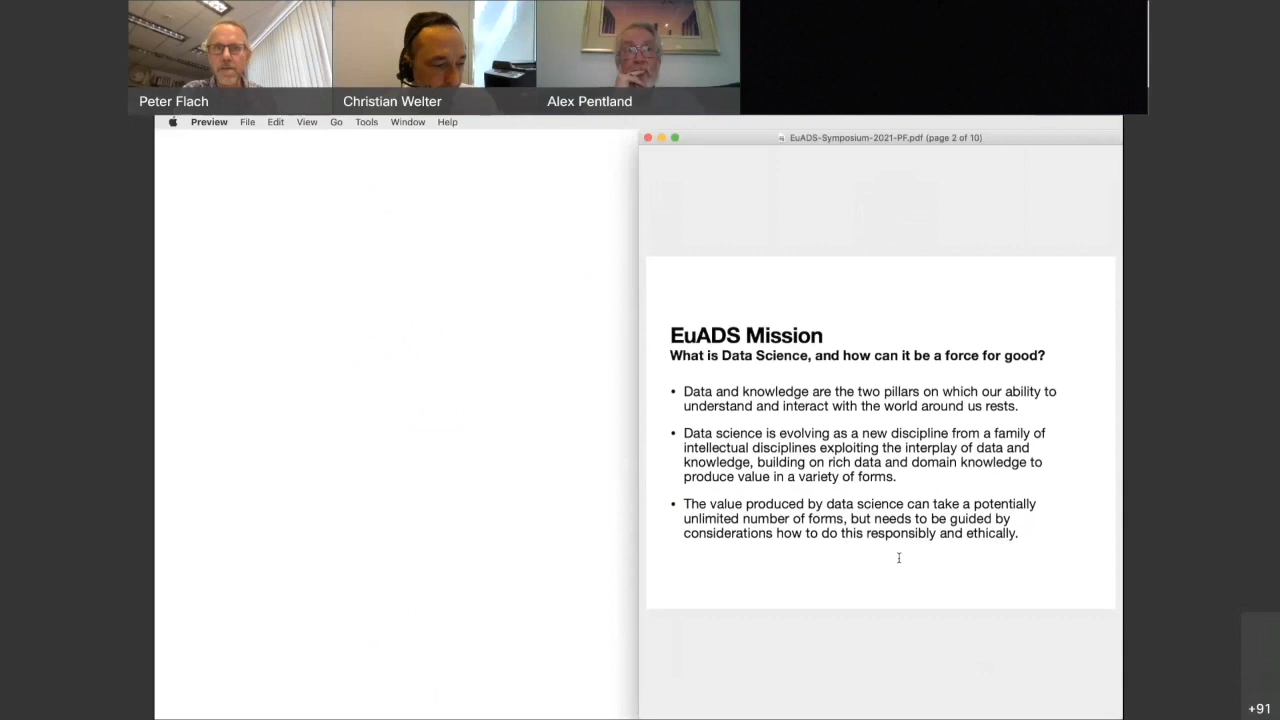 Peter Flach
Christian Welter
Alex Pentland
Preview File Edit View Go Tools Window Help
EuADS-Symposium-2021-PF.pdf (page 2 of 10)
EuADS Mission
What is Data Science, and how can it be a force for good?
• Data and knowledge are the two pillars on which our ability to
understand and interact with the world around us rests.
• Data science is evolving as a new discipline from a family of
intellectual disciplines exploiting the interplay of data and
knowledge, building on rich data and domain knowledge to
produce value in a variety of forms.
• The value produced by data science can take a potentially
unlimited number of forms, but needs to be guided by
considerations how to do this responsibly and ethically.
+91